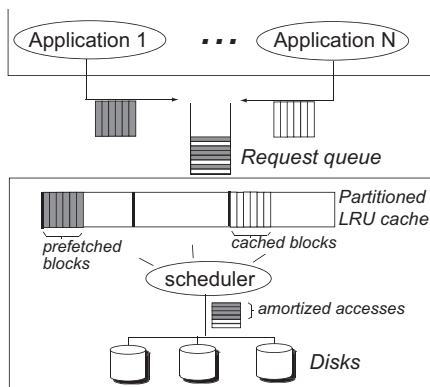 Application 1
...
Application N
Request queue
Partitioned
LRU cache
prefetched
blocks
cached blocks
scheduler
amortized accesses
Disks